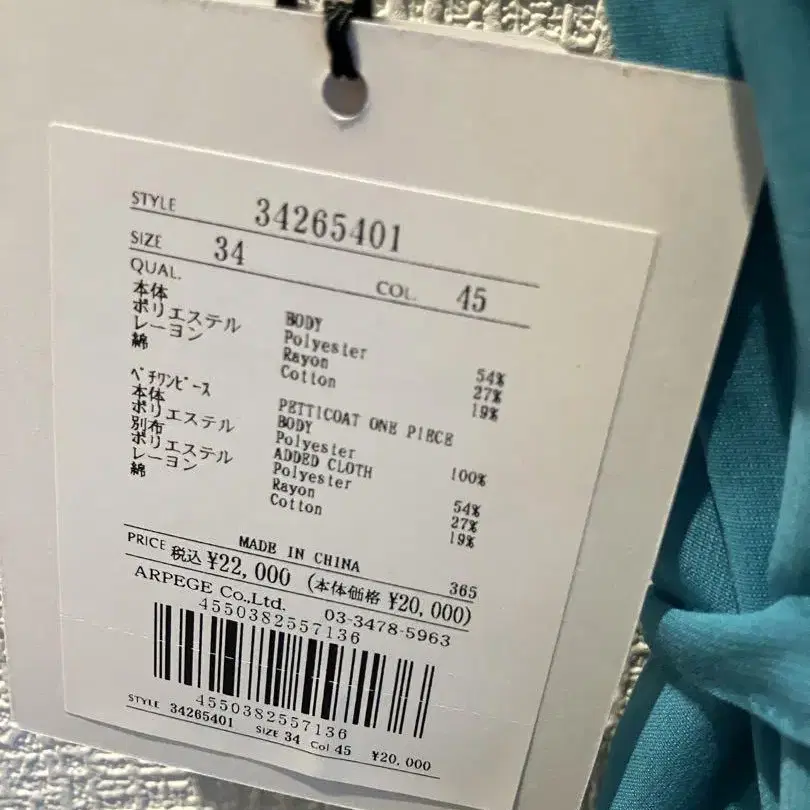 STYLE 34265401
SIZE 34 COL. 45
QUAL.
本体 BODY
ポリエステル Polyester 54%
レーヨン Rayon 27%
綿 Cotton 19%
ペチワンピース PETTICOAT ONE PIECE
本体 BODY
ポリエステル Polyester 100%
別布 ADDED CLOTH
ポリエステル Polyester 54%
レーヨン Rayon 27%
綿 Cotton 19%
MADE IN CHINA 365
PRICE 税込 ¥22,000 (本体価格 ¥20,000)
ARPEGE Co.,Ltd. 03-3478-5963
4550382557136
4550382557136
STYLE 34265401 SIZE 34 Col 45 ¥20,000